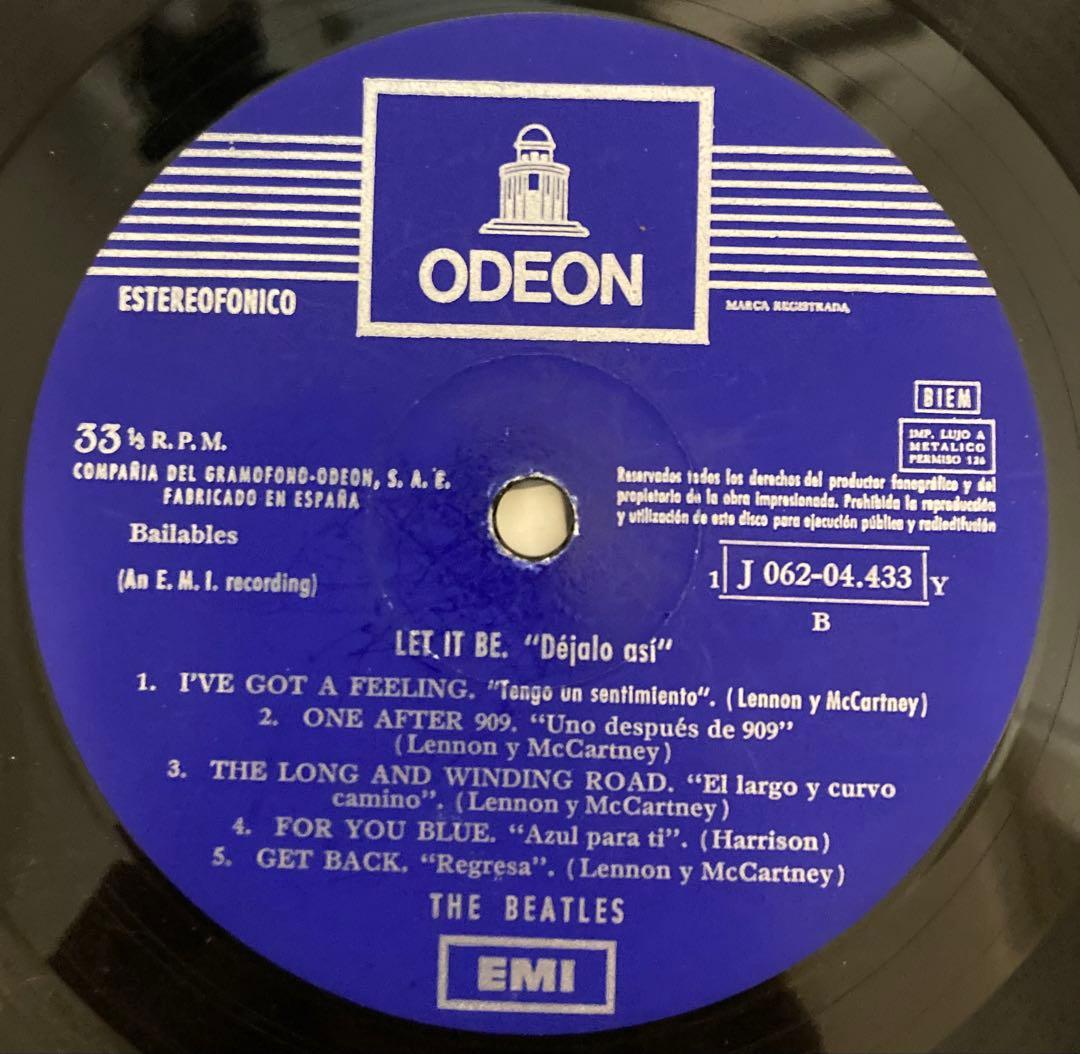 ODEON
ESTEREOFONICO
MARCA REGISTRADA
BIEM
IMP. LUJO A
METALICO
PERMISO 126
33 ⅓ R. P. M.
COMPAÑIA DEL GRAMOFONO-ODEON, S. A. E.
FABRICADO EN ESPAÑA
Bailables
(An E. M. I. recording)
Reservados todos los derechos del productor fonográfico y del
propietario de la obra impresionada. Prohibida la reproducción
y utilización de este disco para ejecución pública y radiodifusión
1 J 062-04.433 Y
B
LET IT BE. "Déjalo así"
1. I'VE GOT A FEELING. "Tengo un sentimiento". (Lennon y McCartney)
2. ONE AFTER 909. "Uno después de 909"
(Lennon y McCartney)
3. THE LONG AND WINDING ROAD. "El largo y curvo
camino". (Lennon y McCartney)
4. FOR YOU BLUE. "Azul para ti". (Harrison)
5. GET BACK. "Regresa". (Lennon y McCartney)
THE BEATLES
EMI